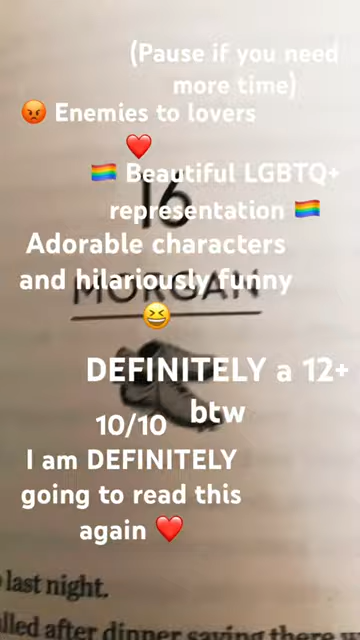 (Pause if you need
more time)
😡 Enemies to lovers
❤️
🏳️‍🌈 Beautiful LGBTQ+
16
representation 🏳️‍🌈
Adorable characters
and hilariously funny
MORGAN
😆
DEFINITELY a 12+
btw
10/10
I am DEFINITELY
going to read this
again ❤️
last night.
after dinner saying there